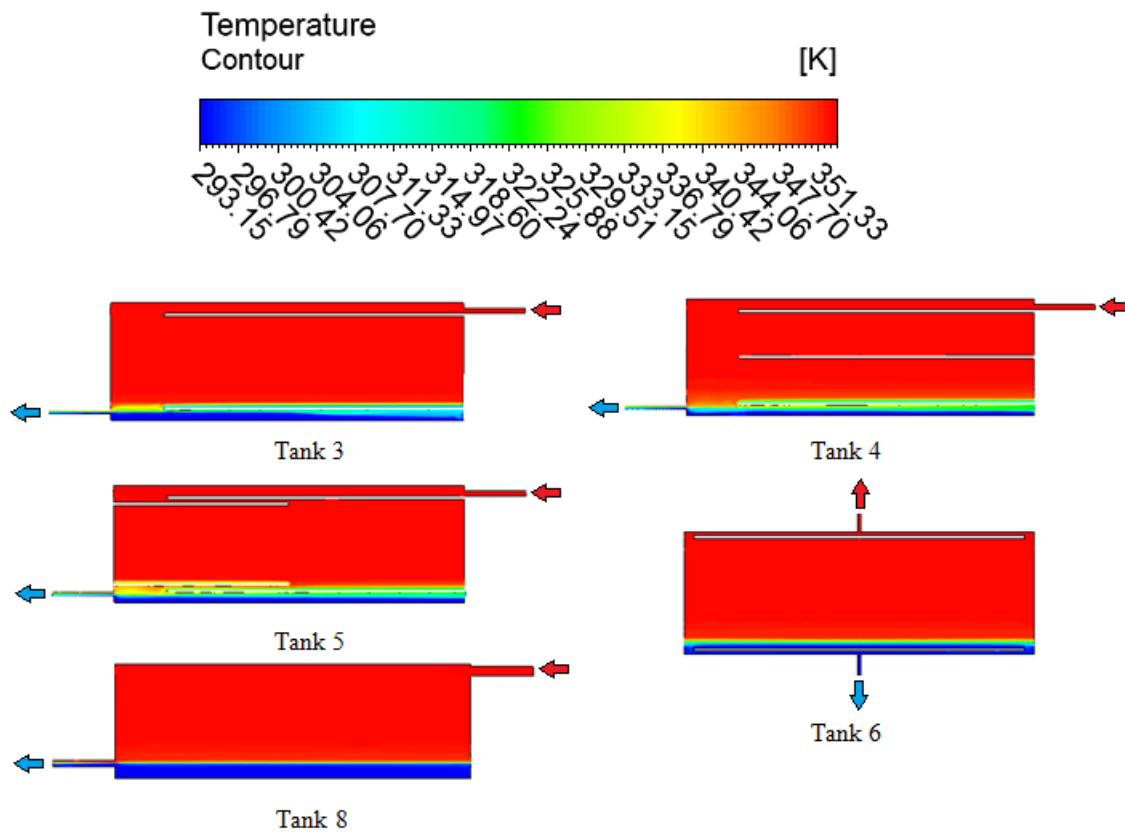 Temperature
Contour [K]
293.15
296.79
300.42
304.06
307.70
311.33
314.97
318.60
322.24
325.88
329.51
333.15
336.79
340.42
344.06
347.70
351.33
Tank 3
Tank 4
Tank 5
Tank 6
Tank 8